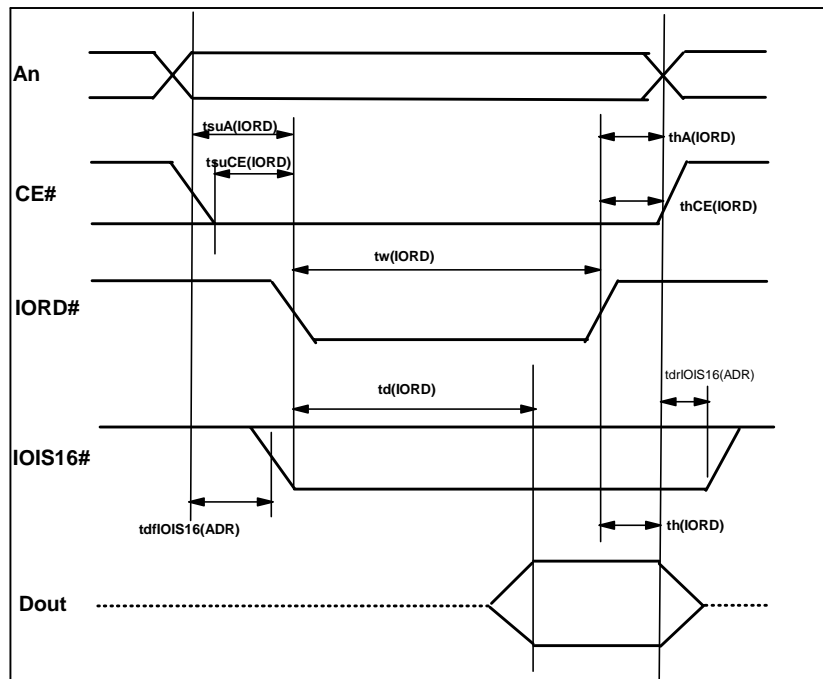 An
tsuA(IORD)
thA(IORD)
tsuCE(IORD)
CE#
thCE(IORD)
tw(IORD)
IORD#
td(IORD)
tdrIOIS16(ADR)
IOIS16#
tdfIOIS16(ADR)
th(IORD)
Dout